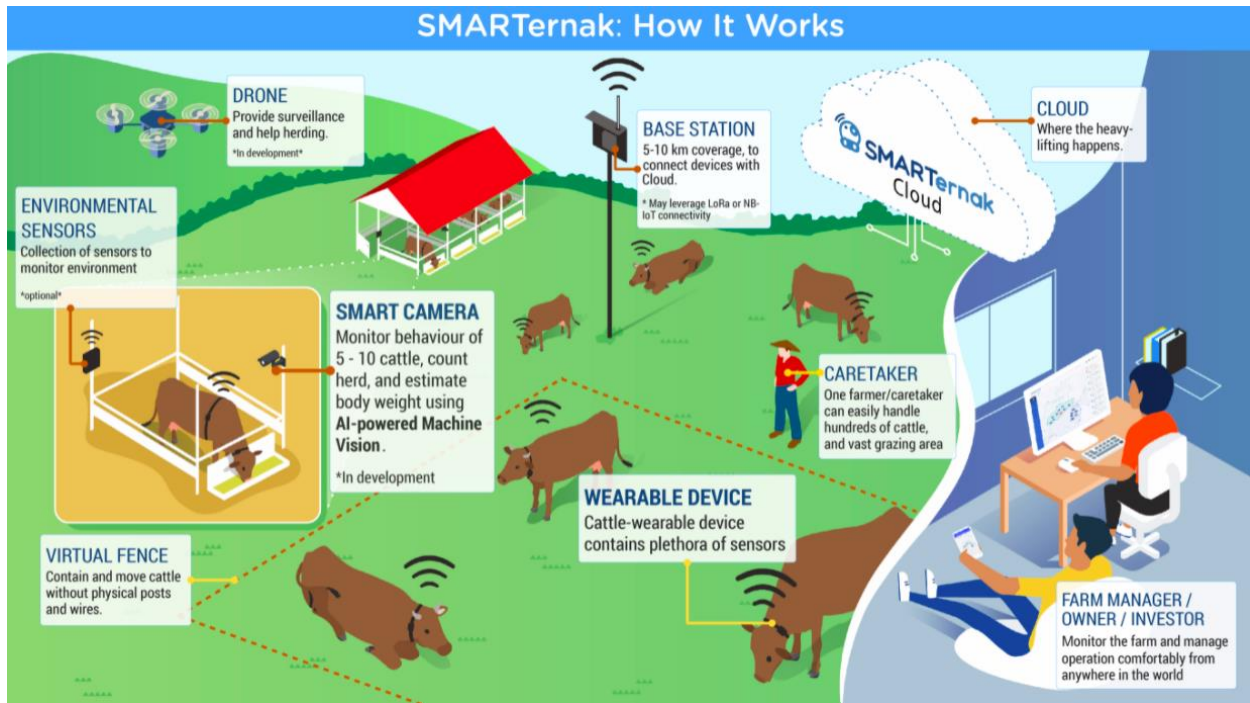 SMARTernak: How It Works
DRONE
Provide surveillance
and help herding.
*In development*
BASE STATION
5-10 km coverage, to
connect devices with
Cloud.
* May leverage LoRa or NB-
IoT connectivity
SMARTernak
Cloud
CLOUD
Where the heavy-
lifting happens.
ENVIRONMENTAL
SENSORS
Collection of sensors to
monitor environment
*optional*
SMART CAMERA
Monitor behaviour of
5 - 10 cattle, count
herd, and estimate
body weight using
AI-powered Machine
Vision.
*In development
CARETAKER
One farmer/caretaker
can easily handle
hundreds of cattle,
and vast grazing area
WEARABLE DEVICE
Cattle-wearable device
contains plethora of sensors
VIRTUAL FENCE
Contain and move cattle
without physical posts
and wires.
FARM MANAGER /
OWNER / INVESTOR
Monitor the farm and manage
operation comfortably from
anywhere in the world